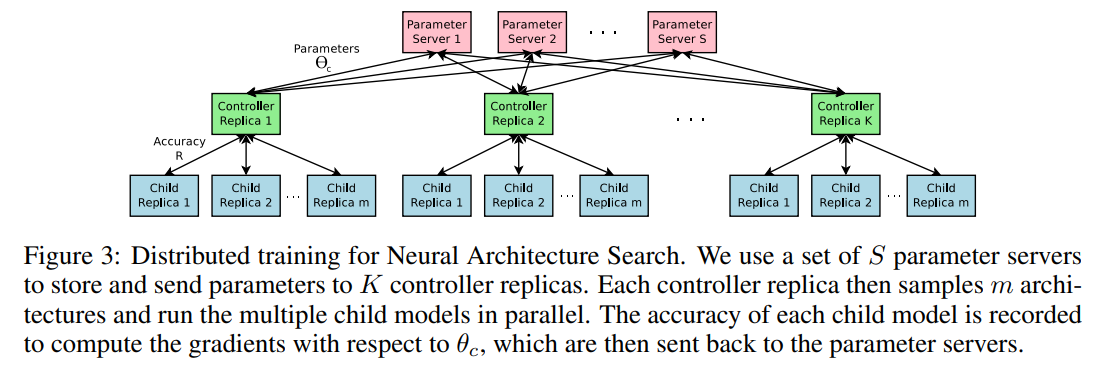 Parameter Server 1
Parameter Server 2
. . .
Parameter Server S
Parameters
Θc
Controller Replica 1
Controller Replica 2
. . .
Controller Replica K
Accuracy
R
Child Replica 1
Child Replica 2
...
Child Replica m
Child Replica 1
Child Replica 2
...
Child Replica m
Child Replica 1
Child Replica 2
...
Child Replica m
Figure 3: Distributed training for Neural Architecture Search. We use a set of S parameter servers
to store and send parameters to K controller replicas. Each controller replica then samples m archi-
tectures and run the multiple child models in parallel. The accuracy of each child model is recorded
to compute the gradients with respect to θc, which are then sent back to the parameter servers.